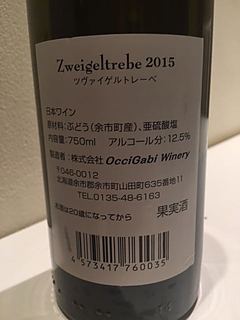 Zweigeltrebe 2015
ツヴァイゲルトレーベ
日本ワイン
原材料:ぶどう(余市町産)、亜硫酸塩
内容量:750ml アルコール分:12.5%
製造者:株式会社 OcciGabi Winery
〒046-0012
北海道余市郡余市町山田町635番地11
TEL.0135-48-6163
果実酒
お酒は20歳になってから
4573417760035